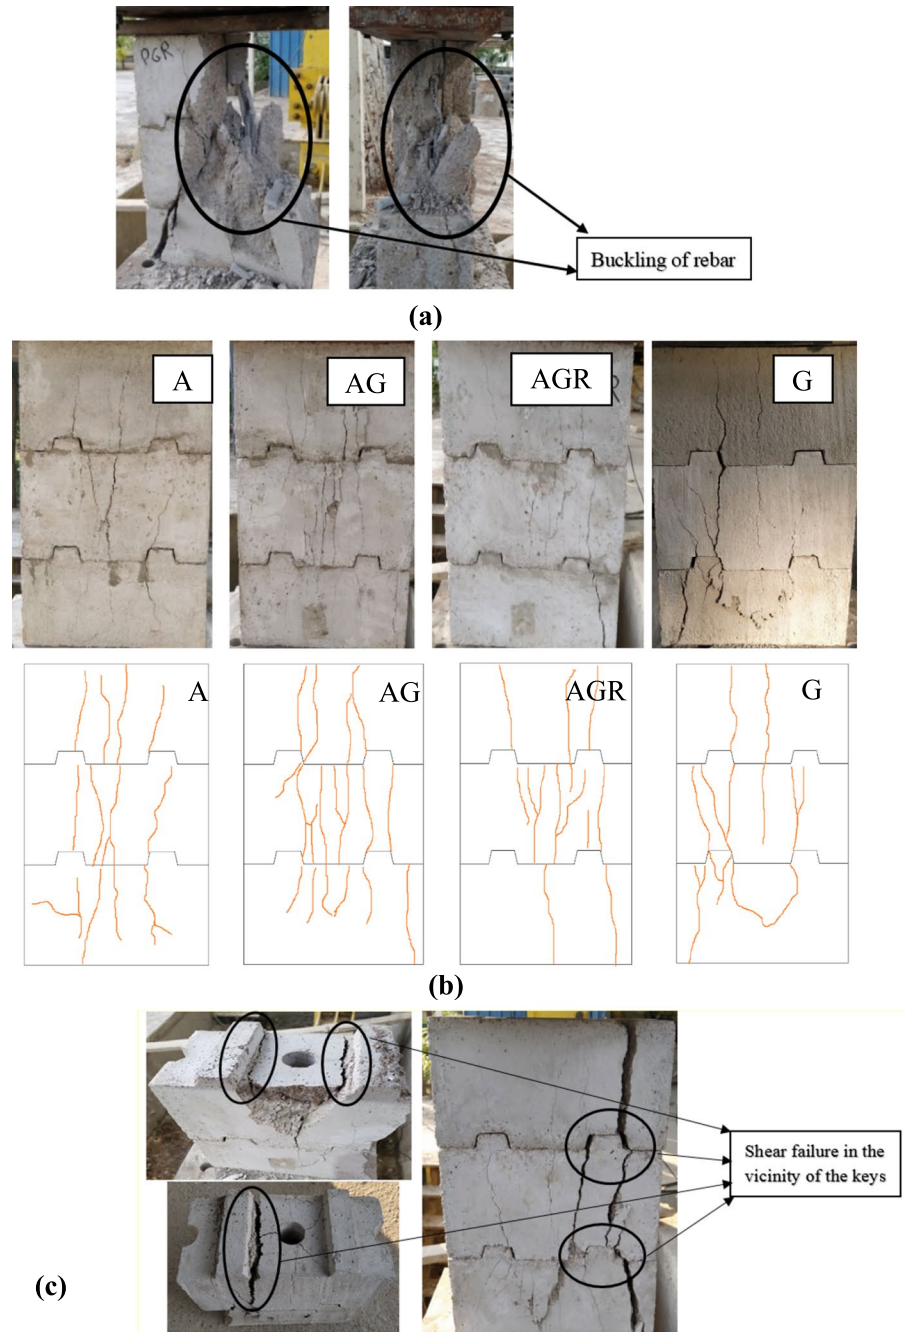 PGR
Buckling of rebar
(a)
A
AG
AGR
G
A
AG
AGR
G
(b)
Shear failure in the
vicinity of the keys
(c)